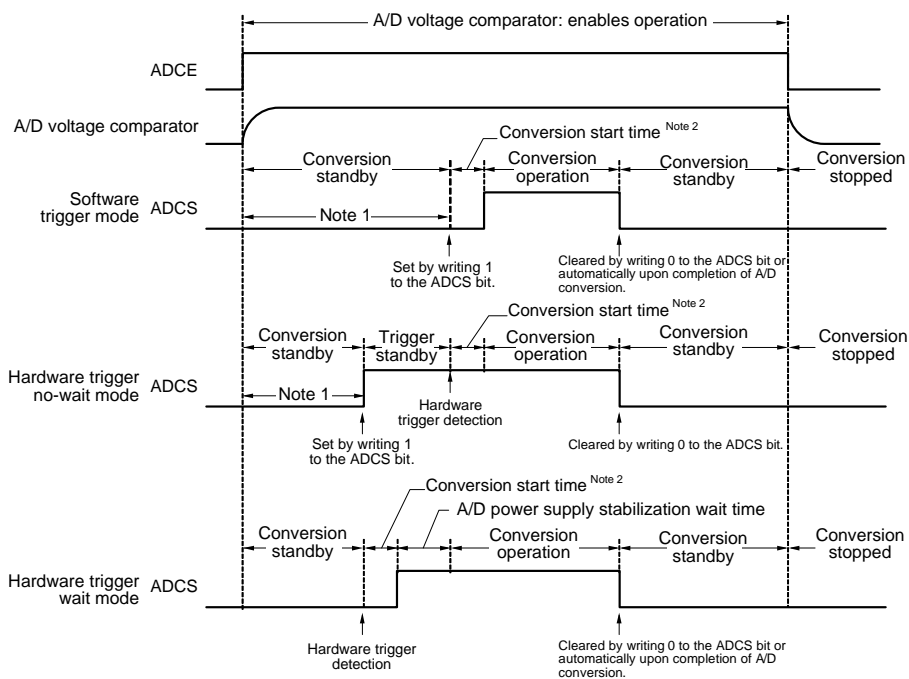 A/D voltage comparator: enables operation
ADCE
A/D voltage comparator
Conversion start time Note 2
Conversion
standby
Conversion
operation
Conversion
standby
Conversion
stopped
Software
trigger mode
ADCS
Note 1
Set by writing 1
to the ADCS bit.
Cleared by writing 0 to the ADCS bit or
automatically upon completion of A/D
conversion.
Conversion start time Note 2
Conversion
standby
Trigger
standby
Conversion
operation
Conversion
standby
Conversion
stopped
Hardware trigger
no-wait mode
ADCS
Note 1
Hardware
trigger detection
Set by writing 1
to the ADCS bit.
Cleared by writing 0 to the ADCS bit.
Conversion start time Note 2
A/D power supply stabilization wait time
Conversion
standby
Conversion
operation
Conversion
standby
Conversion
stopped
Hardware trigger
wait mode
ADCS
Hardware trigger
detection
Cleared by writing 0 to the ADCS bit or
automatically upon completion of A/D
conversion.